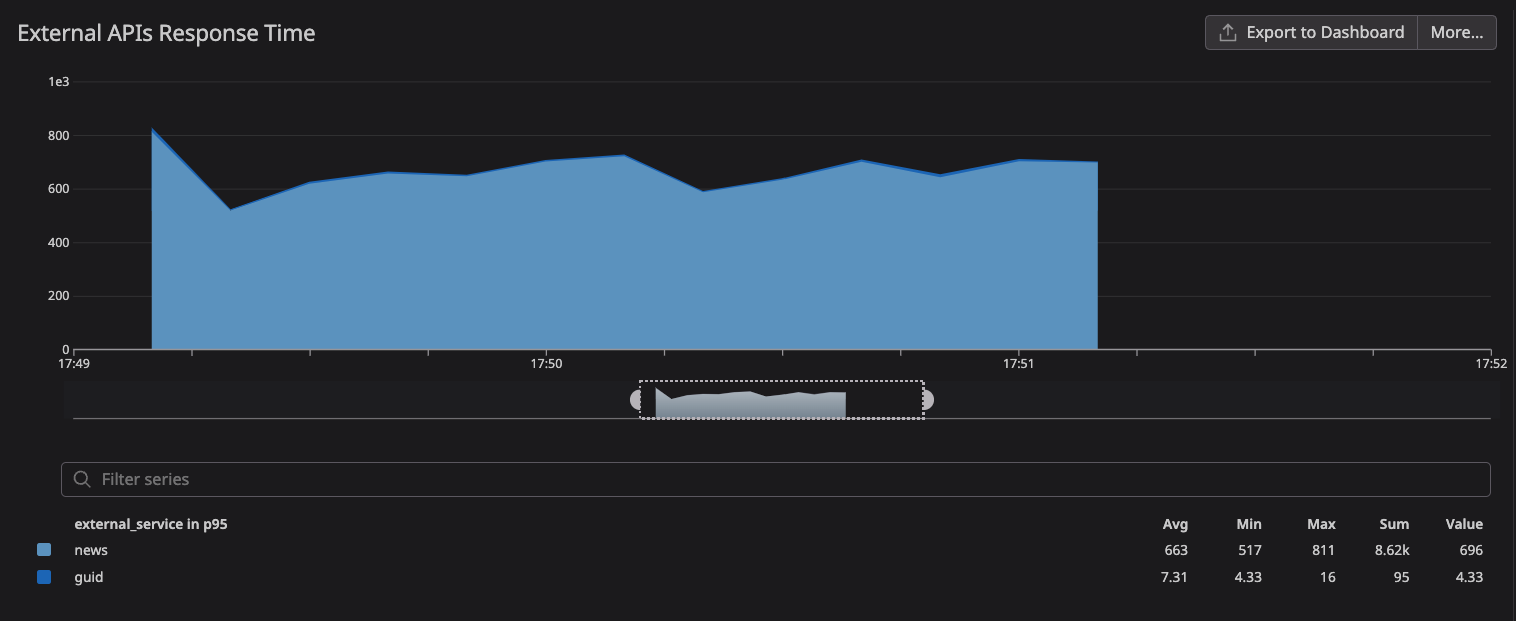 External APIs Response Time
Export to Dashboard More...
1e3
800
600
400
200
0
17:49 17:50 17:51 17:52
Filter series
external_service in p95 Avg Min Max Sum Value
news 663 517 811 8.62k 696
guid 7.31 4.33 16 95 4.33